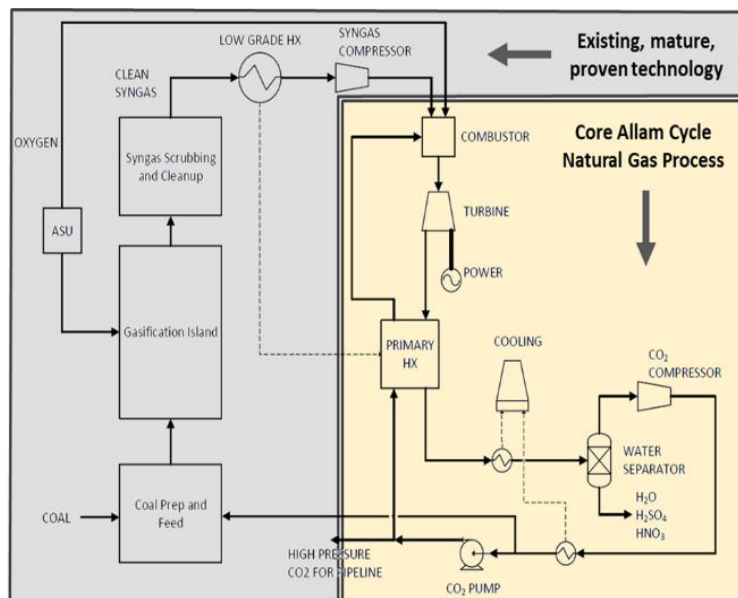 LOW GRADE HX
SYNGAS
COMPRESSOR
Existing, mature,
proven technology
CLEAN
SYNGAS
OXYGEN
Syngas Scrubbing
and Cleanup
COMBUSTOR
Core Allam Cycle
Natural Gas Process
ASU
TURBINE
POWER
Gasification Island
PRIMARY
HX
COOLING
CO₂
COMPRESSOR
WATER
SEPARATOR
COAL
Coal Prep and
Feed
H₂O
H₂SO₄
HNO₃
HIGH PRESSURE
CO2 FOR PIPELINE
CO₂ PUMP